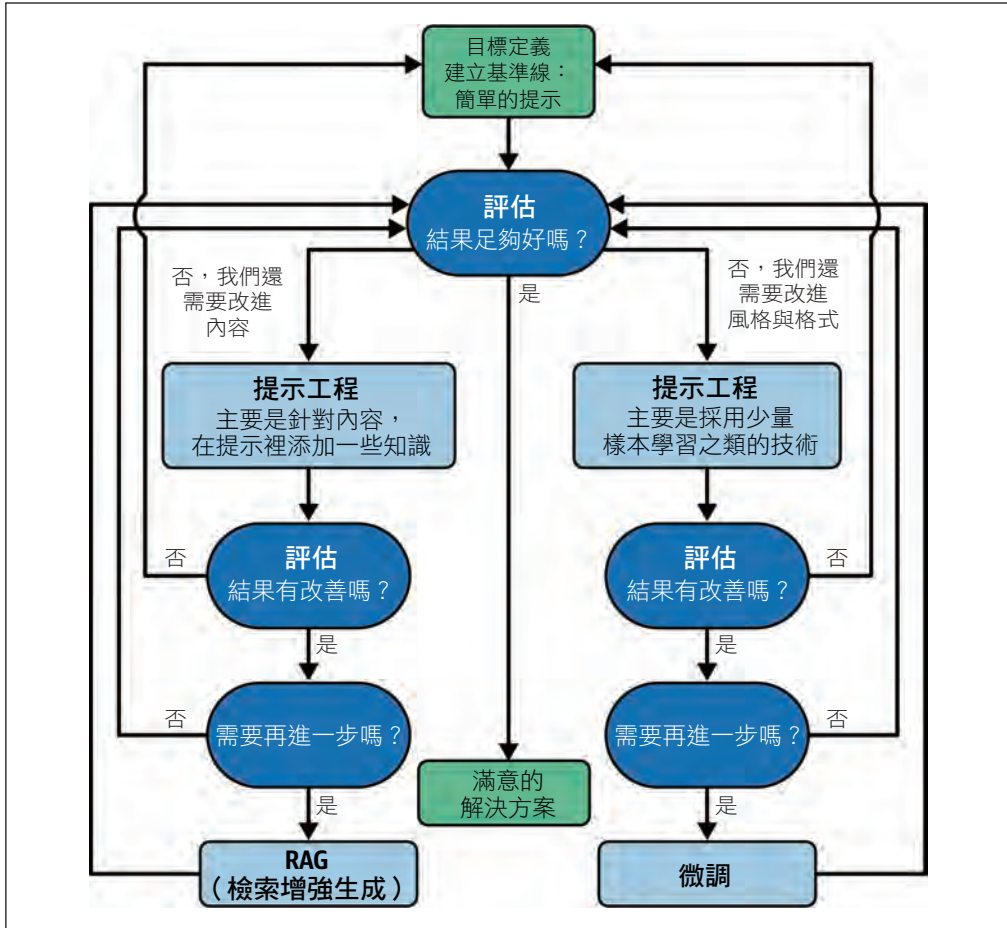 目標定義
建立基準線：
簡單的提示
評估
結果足夠好嗎？
否，我們還
需要改進
內容
是
否，我們還
需要改進
風格與格式
提示工程
主要是針對內容，
在提示裡添加一些知識
提示工程
主要是採用少量
樣本學習之類的技術
否
評估
結果有改善嗎？
評估
結果有改善嗎？
否
是
是
否
需要再進一步嗎？
需要再進一步嗎？
否
滿意的
解決方案
是
是
RAG
（檢索增強生成）
微調